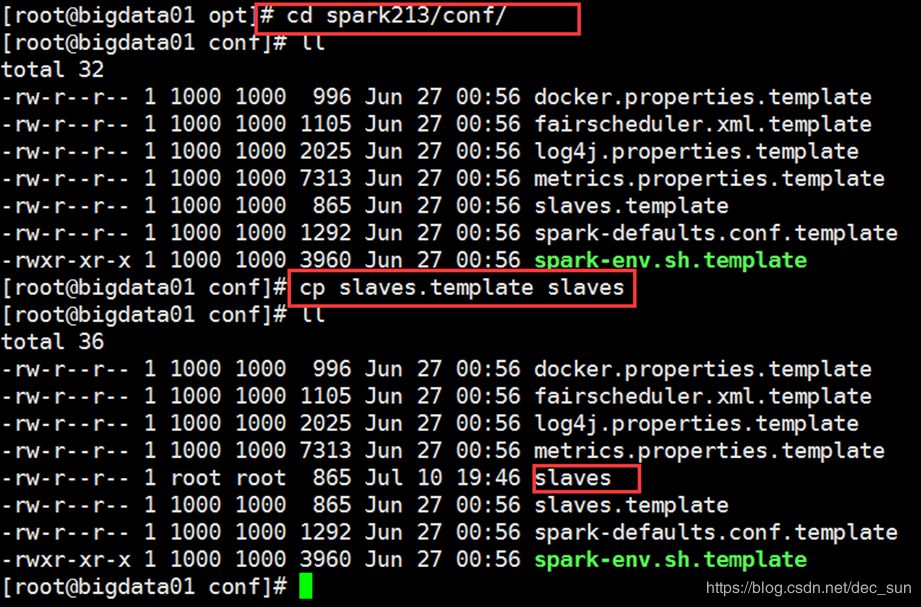 [root@bigdata01 opt]# cd spark213/conf/
[root@bigdata01 conf]# ll
total 32
-rw-r--r-- 1 1000 1000  996 Jun 27 00:56 docker.properties.template
-rw-r--r-- 1 1000 1000 1105 Jun 27 00:56 fairscheduler.xml.template
-rw-r--r-- 1 1000 1000 2025 Jun 27 00:56 log4j.properties.template
-rw-r--r-- 1 1000 1000 7313 Jun 27 00:56 metrics.properties.template
-rw-r--r-- 1 1000 1000  865 Jun 27 00:56 slaves.template
-rw-r--r-- 1 1000 1000 1292 Jun 27 00:56 spark-defaults.conf.template
-rwxr-xr-x 1 1000 1000 3960 Jun 27 00:56 spark-env.sh.template
[root@bigdata01 conf]# cp slaves.template slaves
[root@bigdata01 conf]# ll
total 36
-rw-r--r-- 1 1000 1000  996 Jun 27 00:56 docker.properties.template
-rw-r--r-- 1 1000 1000 1105 Jun 27 00:56 fairscheduler.xml.template
-rw-r--r-- 1 1000 1000 2025 Jun 27 00:56 log4j.properties.template
-rw-r--r-- 1 1000 1000 7313 Jun 27 00:56 metrics.properties.template
-rw-r--r-- 1 root root  865 Jul 10 19:46 slaves
-rw-r--r-- 1 1000 1000  865 Jun 27 00:56 slaves.template
-rw-r--r-- 1 1000 1000 1292 Jun 27 00:56 spark-defaults.conf.template
-rwxr-xr-x 1 1000 1000 3960 Jun 27 00:56 spark-env.sh.template
[root@bigdata01 conf]#
https://blog.csdn.net/dec_sun